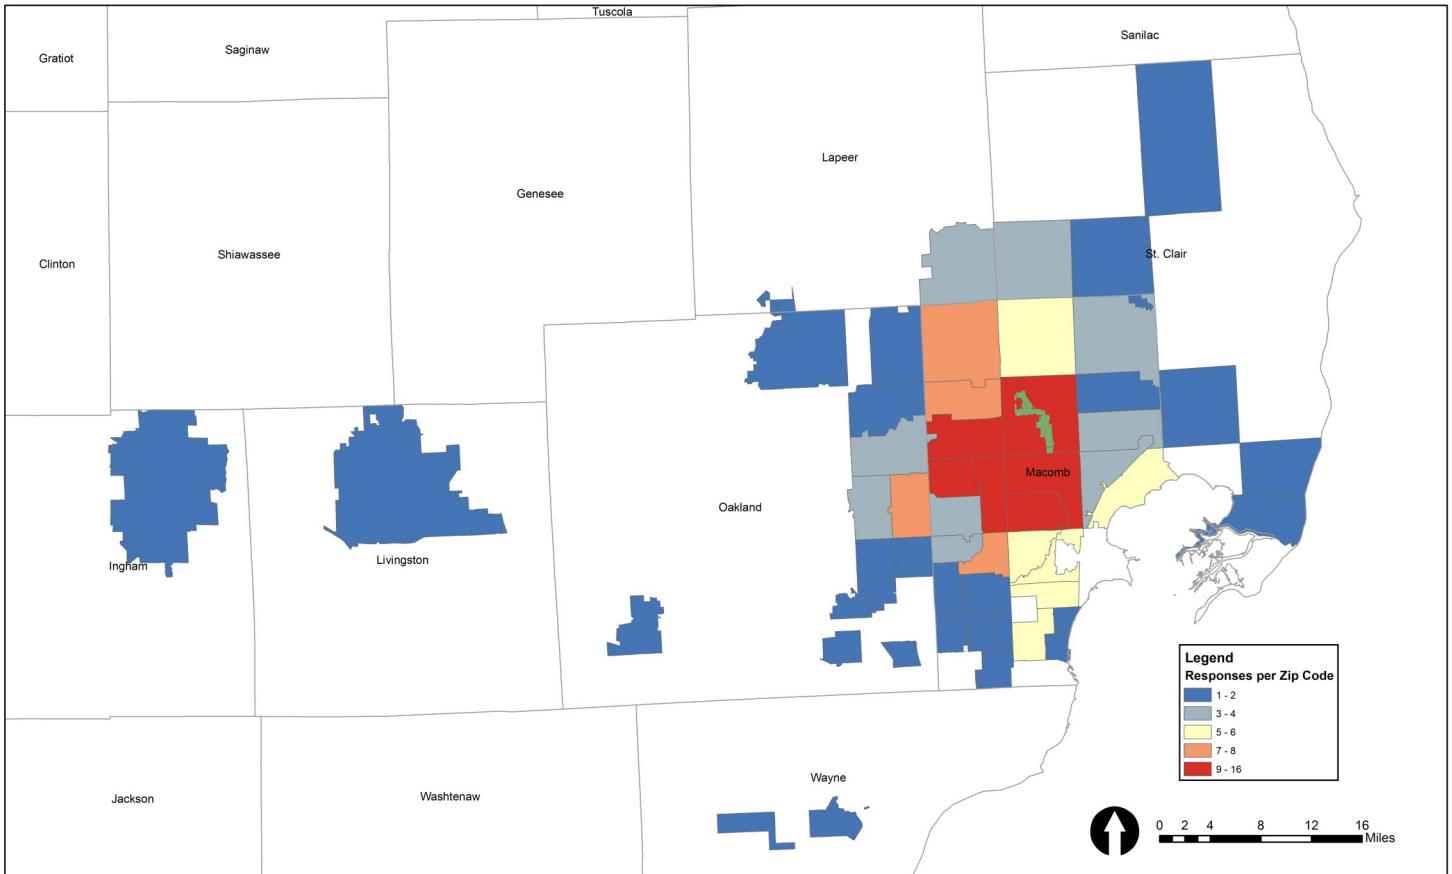 Tuscola
Sanilac
Saginaw
Gratiot
Lapeer
Genesee
Shiawassee
St. Clair
Clinton
Macomb
Oakland
Livingston
Ingham
Legend
Responses per Zip Code
1 - 2
3 - 4
5 - 6
7 - 8
9 - 16
Wayne
Washtenaw
Jackson
0 2 4 8 12 16
Miles